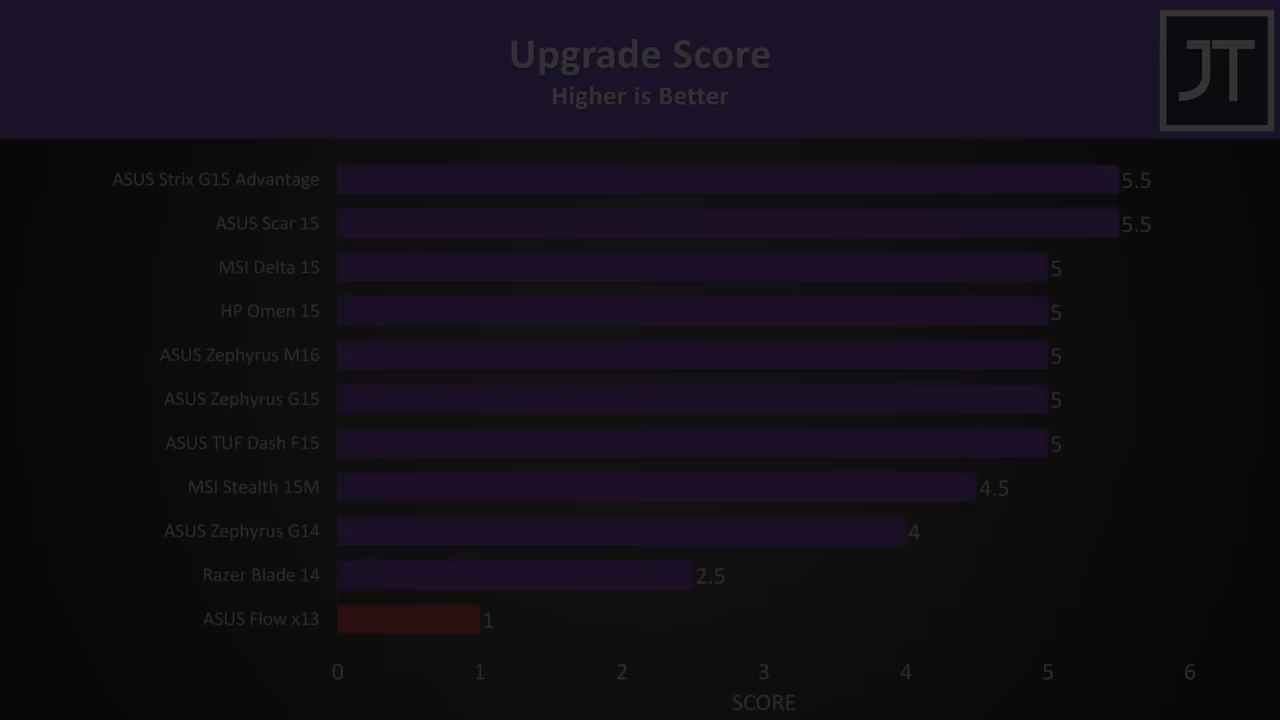 Upgrade Score
Higher is Better
JT
ASUS Strix G15 Advantage 5.5
ASUS Scar 15 5.5
MSI Delta 15 5
HP Omen 15 5
ASUS Zephyrus M16 5
ASUS Zephyrus G15 5
ASUS TUF Dash F15 5
MSI Stealth 15M 4.5
ASUS Zephyrus G14 4
Razer Blade 14 2.5
ASUS Flow x13 1
0 1 2 3 4 5 6
SCORE